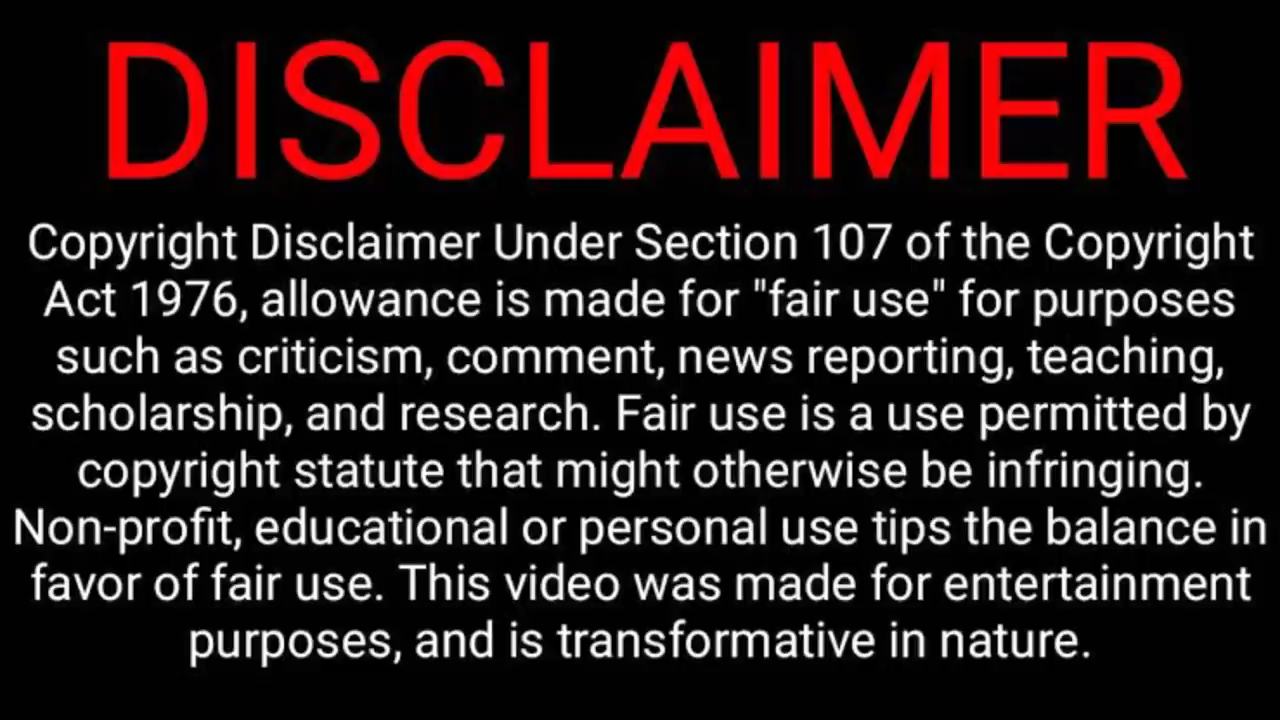 DISCLAIMER
Copyright Disclaimer Under Section 107 of the Copyright
Act 1976, allowance is made for "fair use" for purposes
such as criticism, comment, news reporting, teaching,
scholarship, and research. Fair use is a use permitted by
copyright statute that might otherwise be infringing.
Non-profit, educational or personal use tips the balance in
favor of fair use. This video was made for entertainment
purposes, and is transformative in nature.